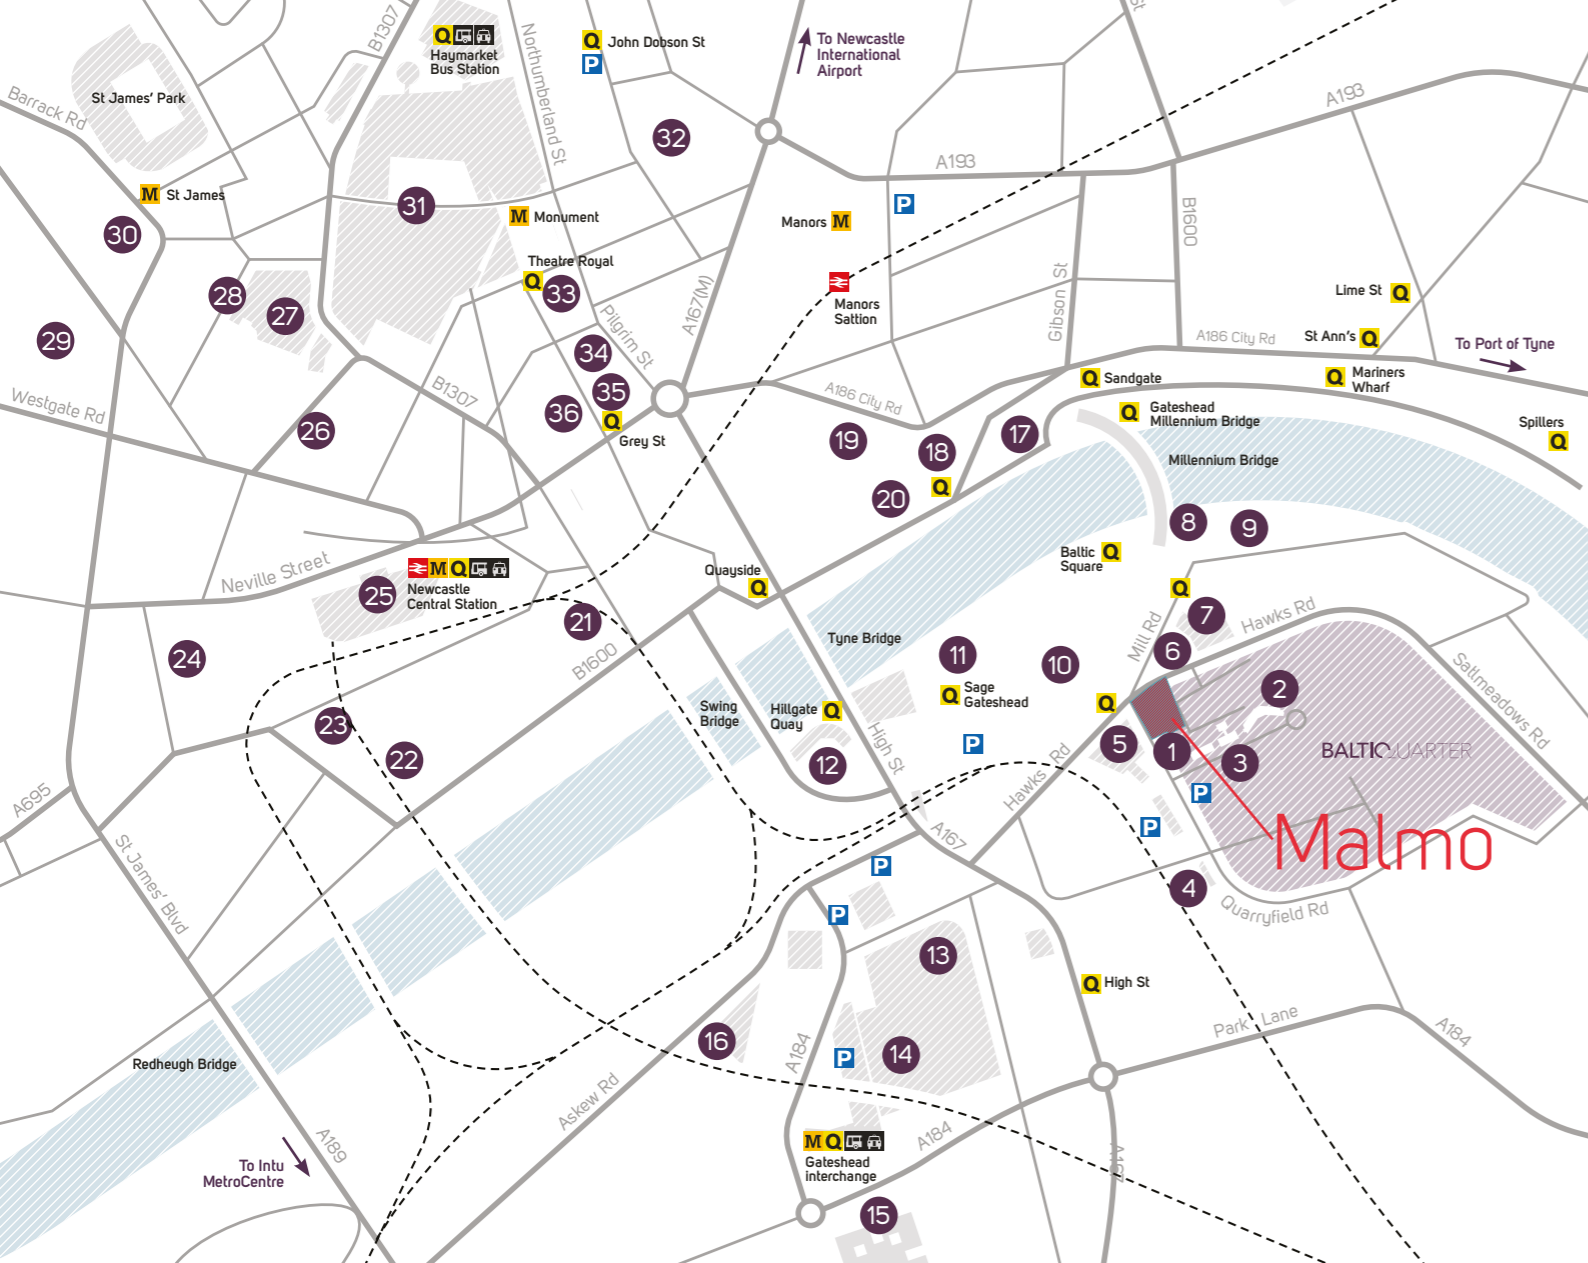 B1307
Q
Haymarket
Bus Station
Northumberland St
Q
John Dobson St
P
To Newcastle
International
Airport
St
St James' Park
Barrack Rd
A193
A193
32
M
St James
31
30
M
Monument
P
Manors
M
B1600
Theatre Royal
Q
33
28
27
Manors
Sattion
A167(M)
Gibson St
Lime St
Q
29
Pilgrim St
34
A186 City Rd
St Ann's
Q
To Port of Tyne
Westgate Rd
B1307
35
36
Q
Grey St
A186 City Rd
Q
Sandgate
Q
Mariners
Wharf
Q
Gateshead
Millennium Bridge
Spillers
Q
26
19
18
17
Millennium Bridge
20
Q
8
9
Neville Street
M
Q
Newcastle
Central Station
25
Quayside
Q
Baltic
Square
Q
Q
7
Hawks Rd
Mill Rd
21
Tyne Bridge
6
24
B1600
11
10
Q
Sage
Gateshead
Q
2
Satlmeadows Rd
Swing
Bridge
Hillgate
Quay
Q
High St
23
22
12
P
5
1
3
BALTIQUARTER
Hawks Rd
P
A695
P
Malmo
St James' Blvd
A167
P
4
Quarryfield Rd
P
13
Q
High St
Park Lane
A184
16
A184
P
14
Redheugh Bridge
Askew Rd
A189
To Intu
MetroCentre
M
Q
Gateshead
interchange
A184
A167
15